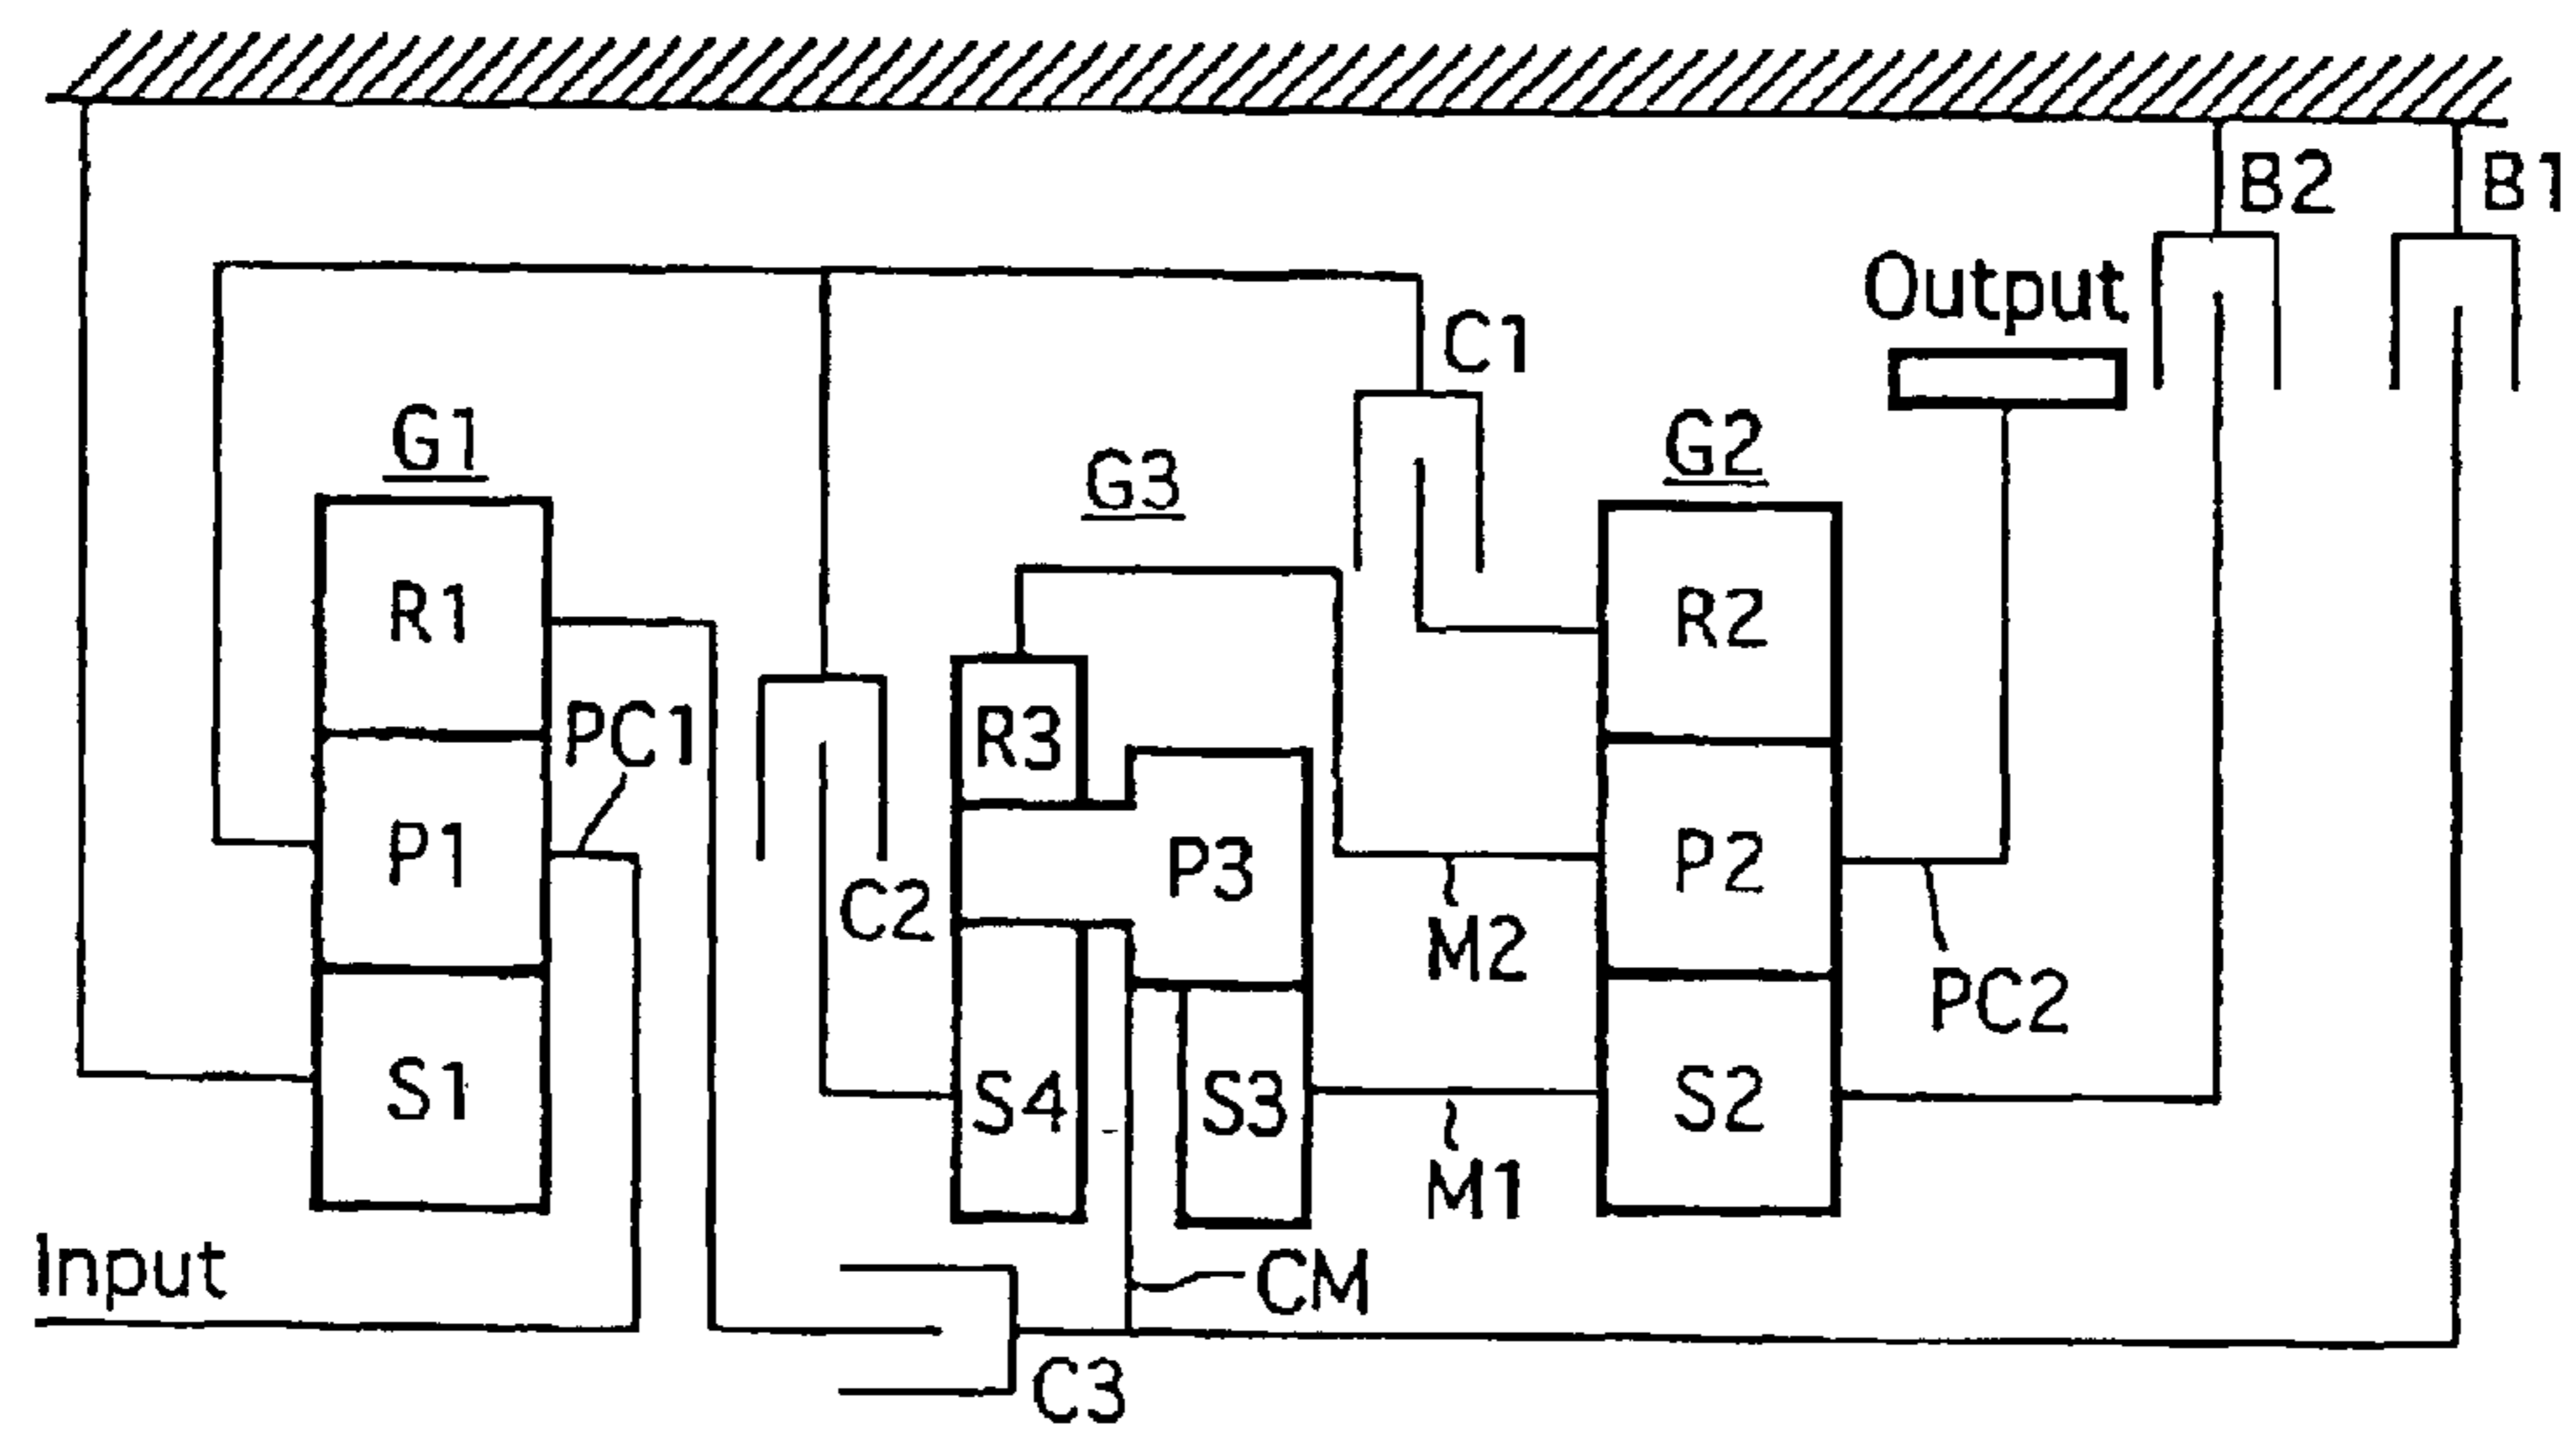 B2
B1
Output
C1
G1
G2
G3
R1
R2
PC1
R3
P1
P3
P2
C2
M2
PC2
S1
S4
S3
S2
M1
Input
CM
C3